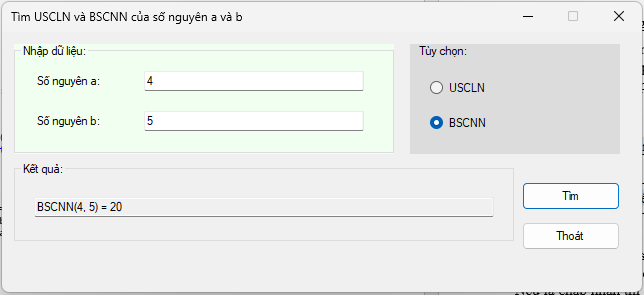 Tìm USCLN và BSCNN của số nguyên a và b
Nhập dữ liệu:
Số nguyên a:
4
Số nguyên b:
5
Tùy chọn:
USCLN
BSCNN
Kết quả:
BSCNN(4, 5) = 20
Tìm
Thoát